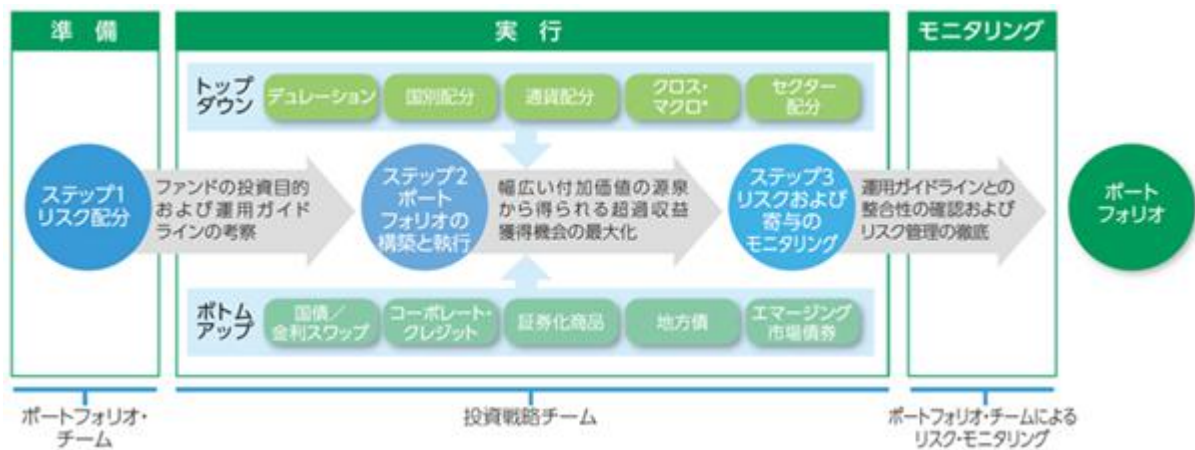 準備
実行
モニタリング
トップ
ダウン
デュレーション
国別配分
通貨配分
クロス・
マクロ*
セクター
配分
ステップ1
リスク配分
ファンドの投資目的
および運用ガイド
ラインの考察
ステップ2
ポート
フォリオの
構築と執行
幅広い付加価値の源泉
から得られる超過収益
獲得機会の最大化
ステップ3
リスクおよび
寄与の
モニタリング
運用ガイドラインとの
整合性の確認および
リスク管理の徹底
ポート
フォリオ
ボトム
アップ
国債／
金利スワップ
コーポレート・
クレジット
証券化商品
地方債
エマージング
市場債券
ポートフォリオ・
チーム
投資戦略チーム
ポートフォリオ・チームによる
リスク・モニタリング